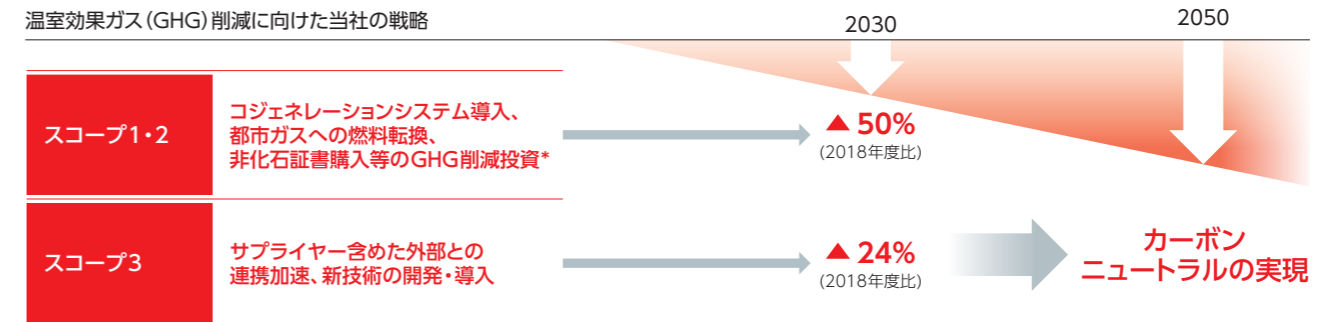 温室効果ガス（GHG）削減に向けた当社の戦略
2030
2050
スコープ1・2
コジェネレーションシステム導入、
都市ガスへの燃料転換、
非化石証書購入等のGHG削減投資*
▲ 50%
(2018年度比)
スコープ3
サプライヤー含めた外部との
連携加速、新技術の開発・導入
▲ 24%
(2018年度比)
カーボン
ニュートラルの実現